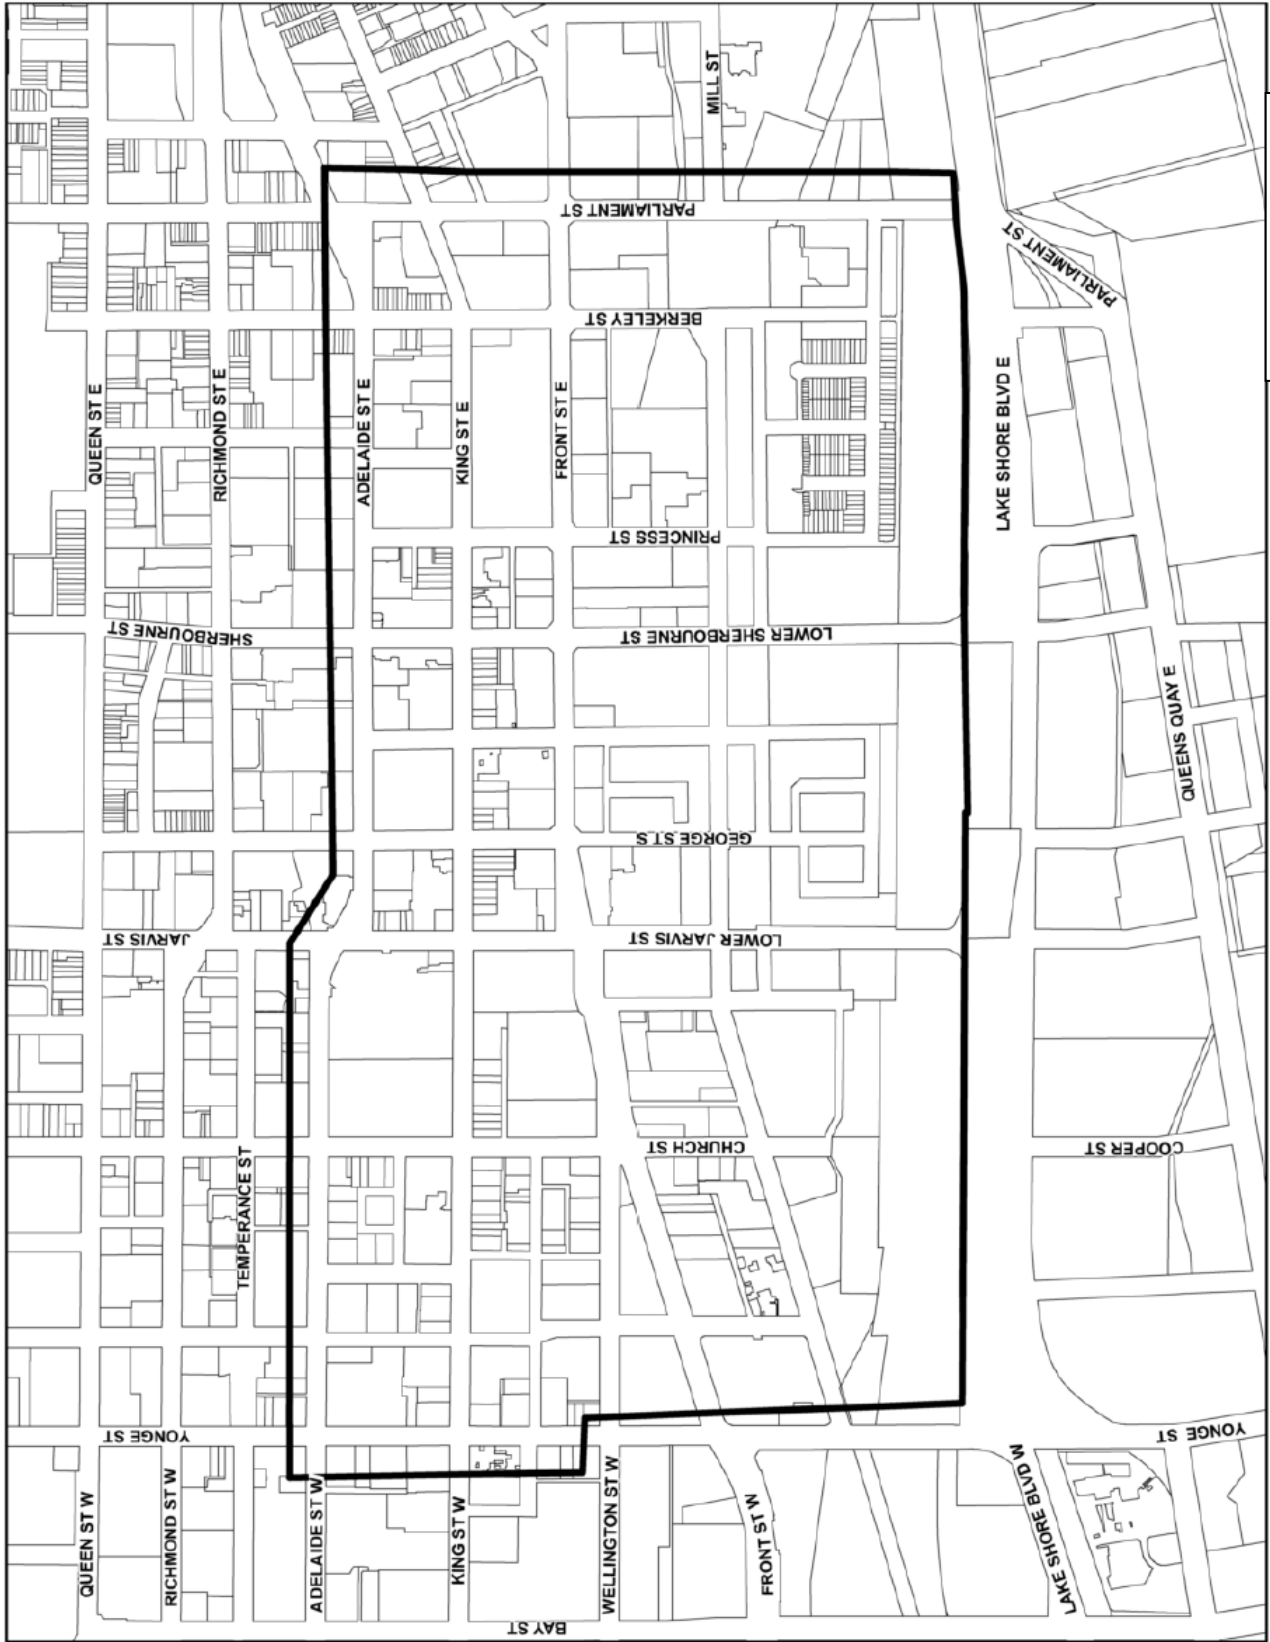 MILL ST
PARLIAMENT ST
PARLIAMENT ST
BERKELEY ST
QUEEN ST E
RICHMOND ST E
ADELAIDE ST E
KING ST E
FRONT ST E
LAKE SHORE BLVD E
PRINCESS ST
SHERBOURNE ST
LOWER SHERBOURNE ST
QUEENS QUAY E
GEORGE ST S
JARVIS ST
LOWER JARVIS ST
TEMPERANCE ST
CHURCH ST
COOPER ST
YONGE ST
YONGE ST
QUEEN ST W
RICHMOND ST W
ADELAIDE ST W
KING ST W
WELLINGTON ST W
FRONT ST W
LAKE SHORE BLVD W
BAY ST